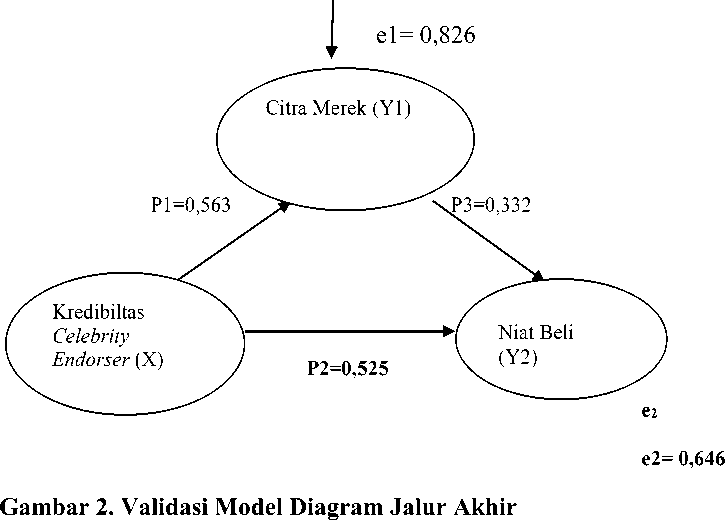 e1= 0,826
Citra Merek (Y1)
P1=0,563
P3=0,332
Kredibiltas
Celebrity
Endorser (X)
Niat Beli
(Y2)
P2=0,525
e₂
e2= 0,646
Gambar 2. Validasi Model Diagram Jalur Akhir